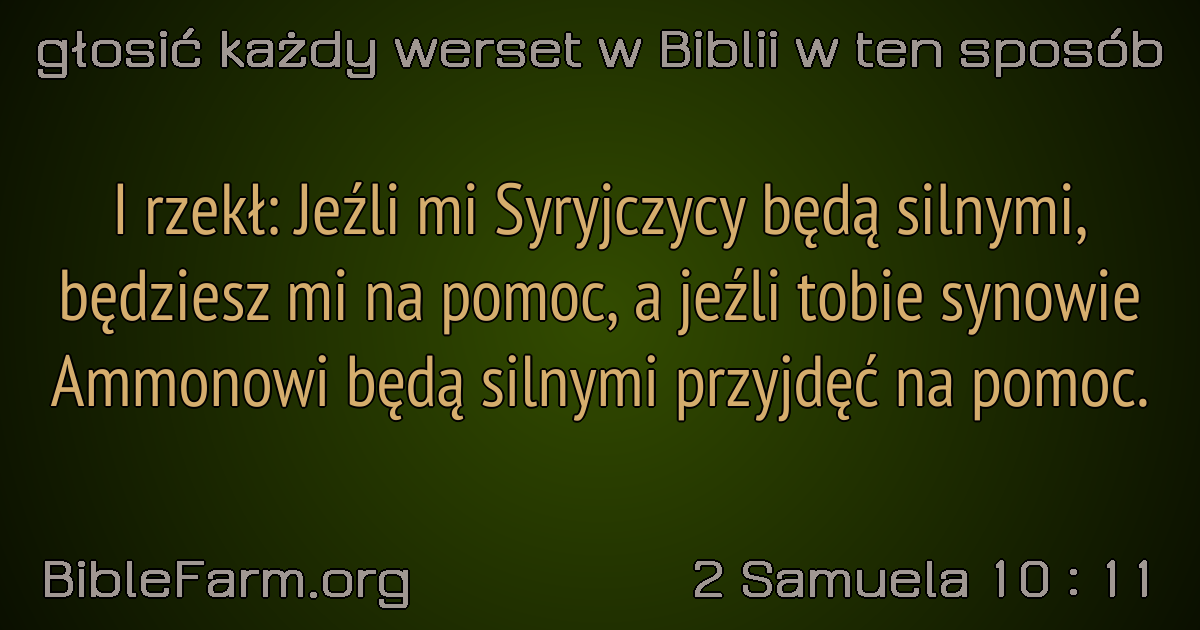 głosić każdy werset w Biblii w ten sposób
I rzekł: Jeźli mi Syryjczycy będą silnymi,
będziesz mi na pomoc, a jeźli tobie synowie
Ammonowi będą silnymi przyjdęć na pomoc.
BibleFarm.org
2 Samuela 10 : 11